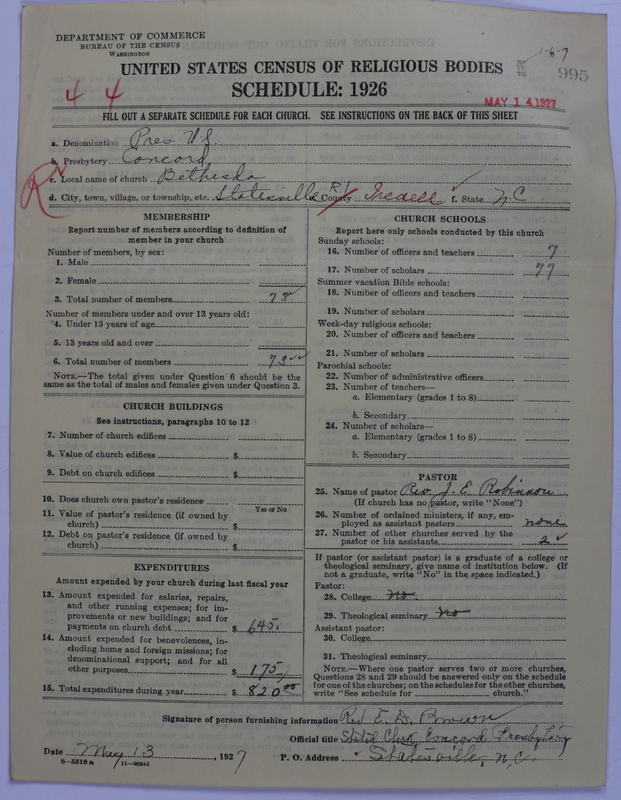 DEPARTMENT OF COMMERCE
BUREAU OF THE CENSUS
WASHINGTON
1-6-7
995
UNITED STATES CENSUS OF RELIGIOUS BODIES
SCHEDULE: 1926
4 4
MAY 14 1927
FILL OUT A SEPARATE SCHEDULE FOR EACH CHURCH. SEE INSTRUCTIONS ON THE BACK OF THIS SHEET
a. Denomination Pres U.S.
b. Presbytery Concord
c. Local name of church Bethesda
d. City, town, village, or township, etc. Statesville R.1 County Iredell f. State N.C
MEMBERSHIP
Report number of members according to definition of
member in your church
Number of members, by sex:
1. Male
2. Female
3. Total number of members 73
Number of members under and over 13 years old:
4. Under 13 years of age
5. 13 years old and over
6. Total number of members 73
NOTE.—The total given under Question 6 should be the
same as the total of males and females given under Question 3.
CHURCH BUILDINGS
See instructions, paragraphs 10 to 12
7. Number of church edifices
8. Value of church edifices $
9. Debt on church edifices $
10. Does church own pastor's residence
Yes or No
11. Value of pastor's residence (if owned by
church) $
12. Debt on pastor's residence (if owned by
church) $
EXPENDITURES
Amount expended by your church during last fiscal year
13. Amount expended for salaries, repairs,
and other running expenses; for im-
provements or new buildings; and for
payments on church debt $ 645.
14. Amount expended for benevolences, in-
cluding home and foreign missions; for
denominational support; and for all
other purposes $ 175
15. Total expenditures during year $ 820.00
CHURCH SCHOOLS
Report here only schools conducted by this church
Sunday schools:
16. Number of officers and teachers 7
17. Number of scholars 77
Summer vacation Bible schools:
18. Number of officers and teachers
19. Number of scholars
Week-day religious schools:
20. Number of officers and teachers
21. Number of scholars
Parochial schools:
22. Number of administrative officers
23. Number of teachers—
a. Elementary (grades 1 to 8)
b. Secondary
24. Number of scholars—
a. Elementary (grades 1 to 8)
b. Secondary
PASTOR
25. Name of pastor Rev. J. E. Robinson
(If church has no pastor, write "None")
26. Number of ordained ministers, if any, em-
ployed as assistant pastors none
27. Number of other churches served by the
pastor or his assistants 2
If pastor (or assistant pastor) is a graduate of a college or
theological seminary, give name of institution below. (If
not a graduate, write "No" in the space indicated.)
Pastor:
28. College no
29. Theological seminary no
Assistant pastor:
30. College
31. Theological seminary
NOTE.—Where one pastor serves two or more churches,
Questions 28 and 29 should be answered only on the schedule
for one of the churches; on the schedules for the other churches,
write "See schedule for church."
Signature of person furnishing information Rev. E. D. Brown
Official title Stated Clerk, Concord Presbytery
Date May 13 1927 P. O. Address Statesville, N.C.
8-5518a